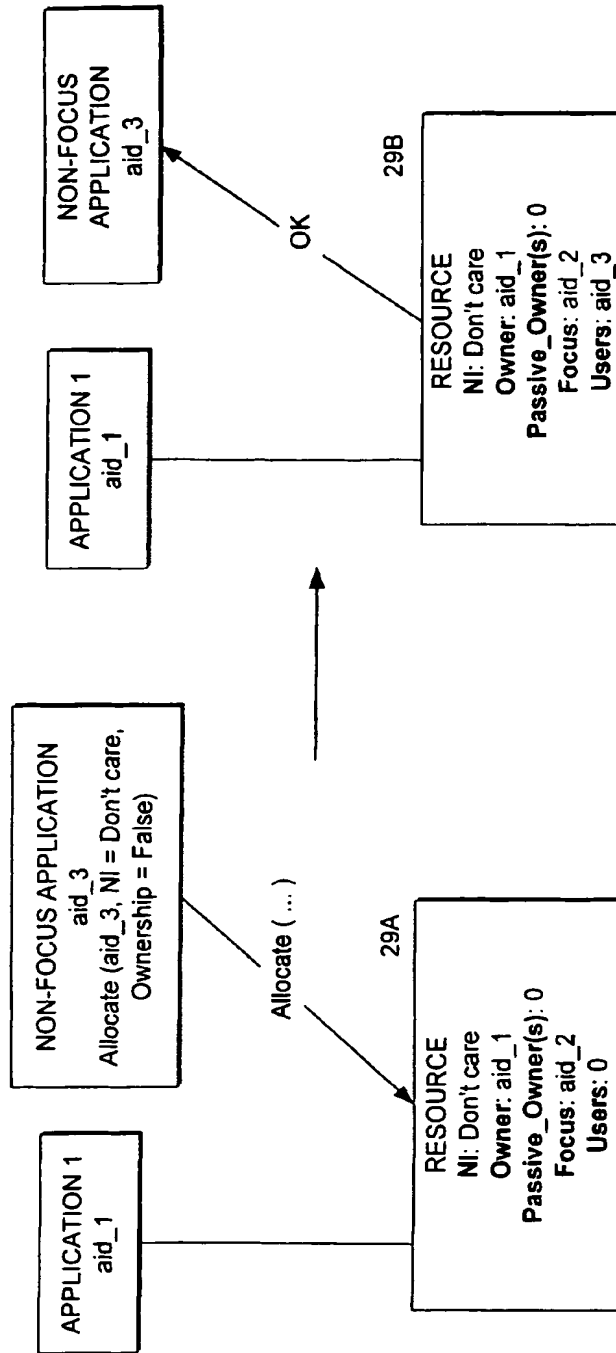 APPLICATION 1
aid_1
NON-FOCUS APPLICATION
aid_3
Allocate (aid_3, NI = Don't care,
Ownership = False)
Allocate ( ... )
29A
RESOURCE
NI: Don't care
Owner: aid_1
Passive_Owner(s): 0
Focus: aid_2
Users: 0
APPLICATION 1
aid_1
NON-FOCUS
APPLICATION
aid_3
OK
29B
RESOURCE
NI: Don't care
Owner: aid_1
Passive_Owner(s): 0
Focus: aid_2
Users: aid_3